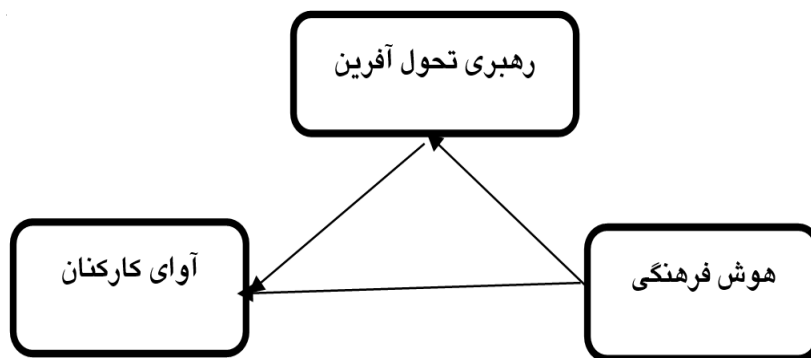 رهبری تحول آفرین
هوش فرهنگی
آوای کارکنان